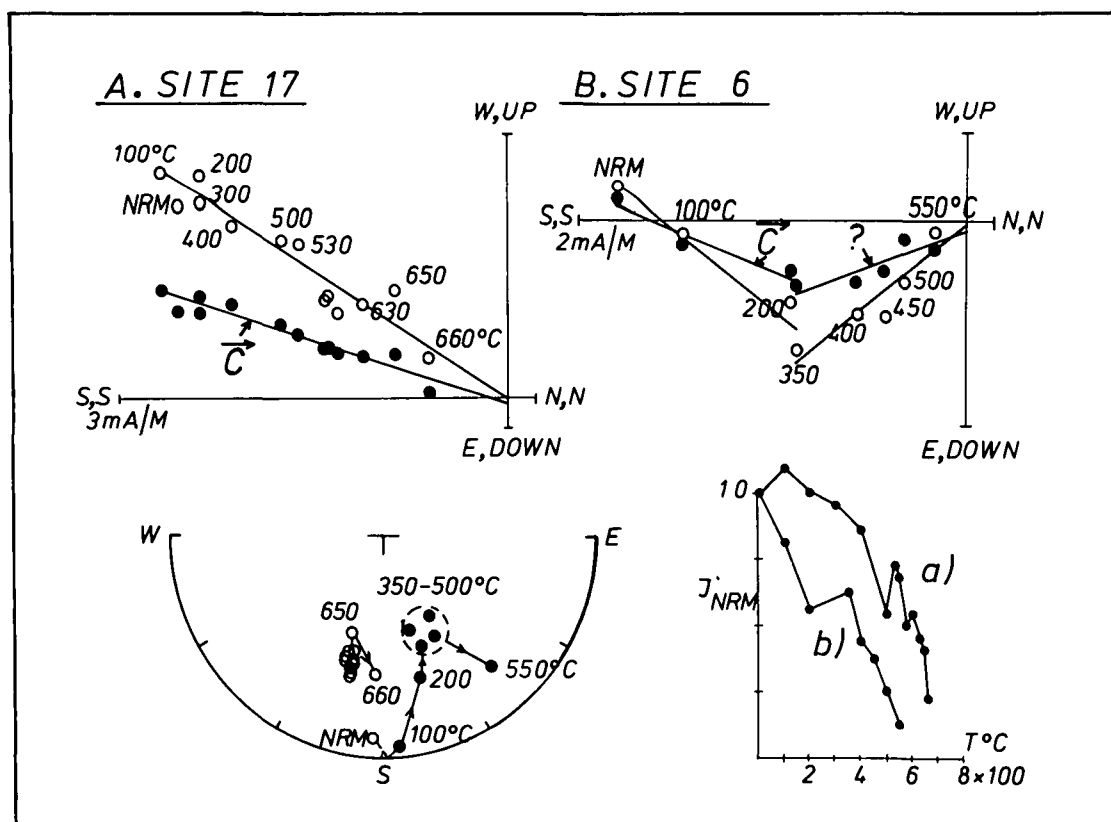 A. SITE 17
100°C
200
300
NRM
400
500
530
650
630
660°C
C
S,S
3mA/M
W,UP
N,N
E,DOWN
B. SITE 6
W,UP
NRM
100°C
C
?
550°C
S,S
2mA/M
N,N
200
500
400
450
350
E,DOWN
W
E
350-500°C
650
660
200
550°C
NRM
100°C
S
1 0
a)
J NRM
b)
T°C
2 4 6 8×100